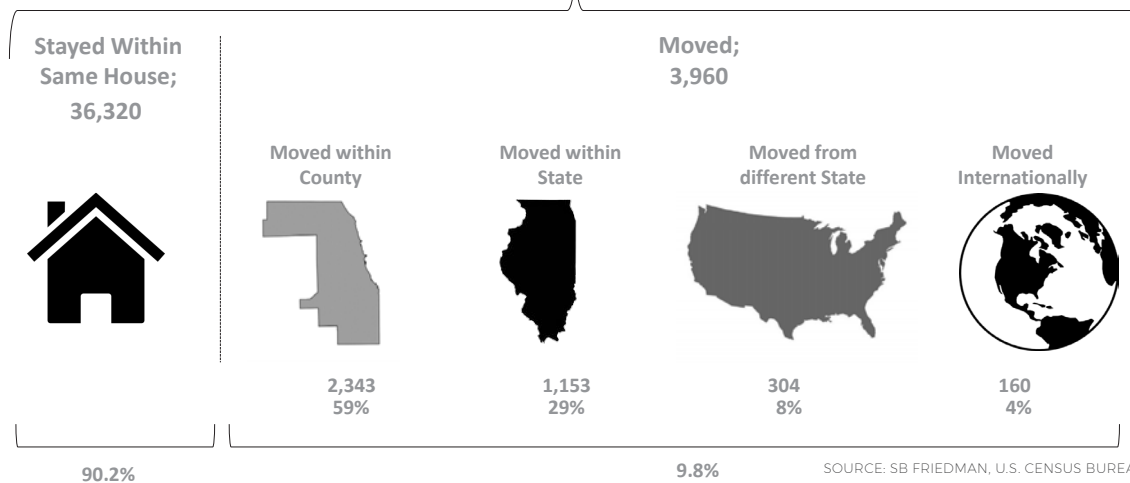 Stayed Within
Same House;
36,320
Moved;
3,960
Moved within
County
Moved within
State
Moved from
different State
Moved
Internationally
2,343
59%
1,153
29%
304
8%
160
4%
90.2%
9.8%
SOURCE: SB FRIEDMAN, U.S. CENSUS BUREA